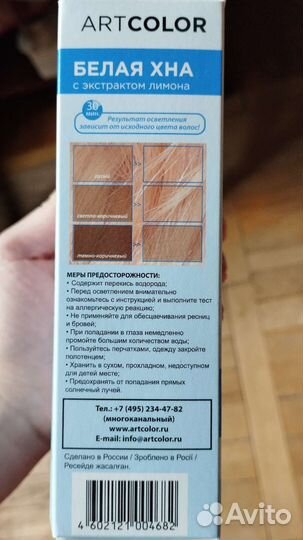 ARTCOLOR
БЕЛАЯ ХНА
с экстрактом лимона
30
мин.
Результат осветления
зависит от исходного цвета волос!
русый
>>
светло-коричневый
>>
темно-коричневый
>>
МЕРЫ ПРЕДОСТОРОЖНОСТИ:
• Содержит перекись водорода;
• Перед осветлением внимательно
ознакомьтесь с инструкцией и выполните тест
на аллергическую реакцию;
• Не применяйте для обесцвечивания ресниц
и бровей;
• При попадании в глаза немедленно
промойте большим количеством воды;
• Пользуйтесь перчатками, одежду закройте
полотенцем;
• Хранить в сухом, прохладном, недоступном
для детей месте;
• Предохранять от попадания прямых
солнечный лучей.
Тел.: +7 (495) 234-47-82
(многоканальный)
www.artcolor.ru
E-mail: info@artcolor.ru
Сделано в России / Зроблено в Росії /
Ресейде жасалған.
4 602121 004682
Avito